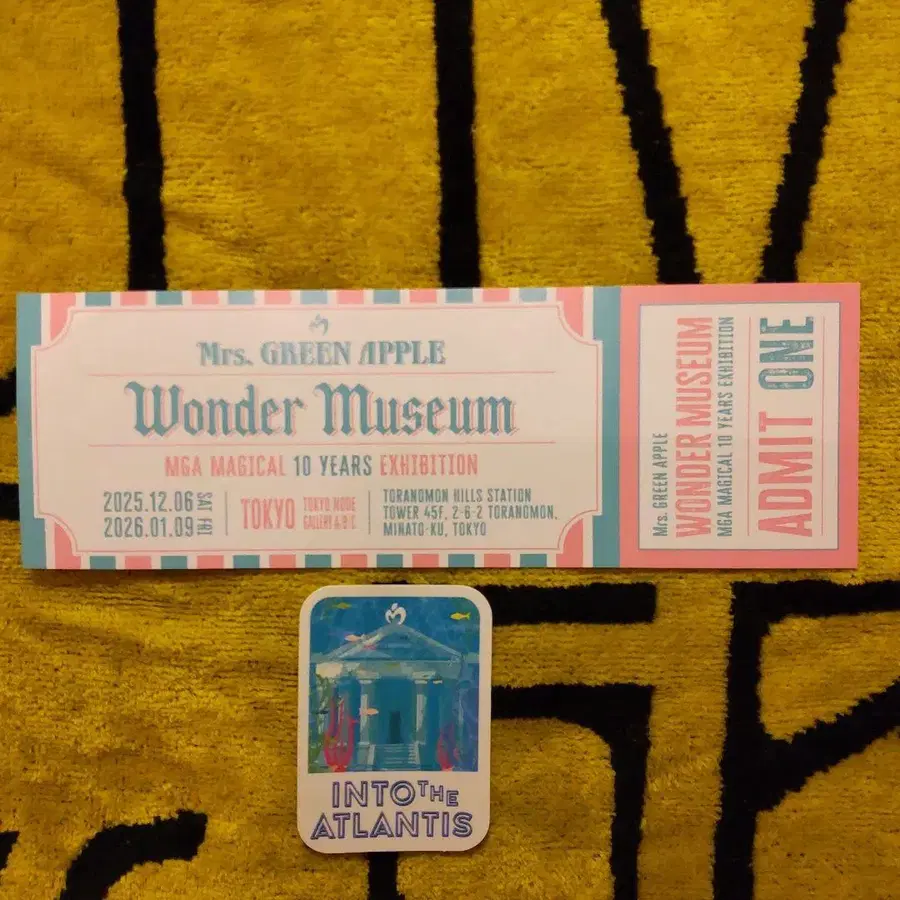 Mrs. GREEN APPLE
Wonder Museum
MGA MAGICAL 10 YEARS EXHIBITION
2025.12.06 SAT
2026.01.09 FRI
TOKYO
TOKYO NODE
GALLERY A・B・C
TORANOMON HILLS STATION
TOWER 45F, 2-6-2 TORANOMON,
MINATO-KU, TOKYO
Mrs. GREEN APPLE
WONDER MUSEUM
MGA MAGICAL 10 YEARS EXHIBITION
ADMIT ONE
INTO THE
ATLANTIS